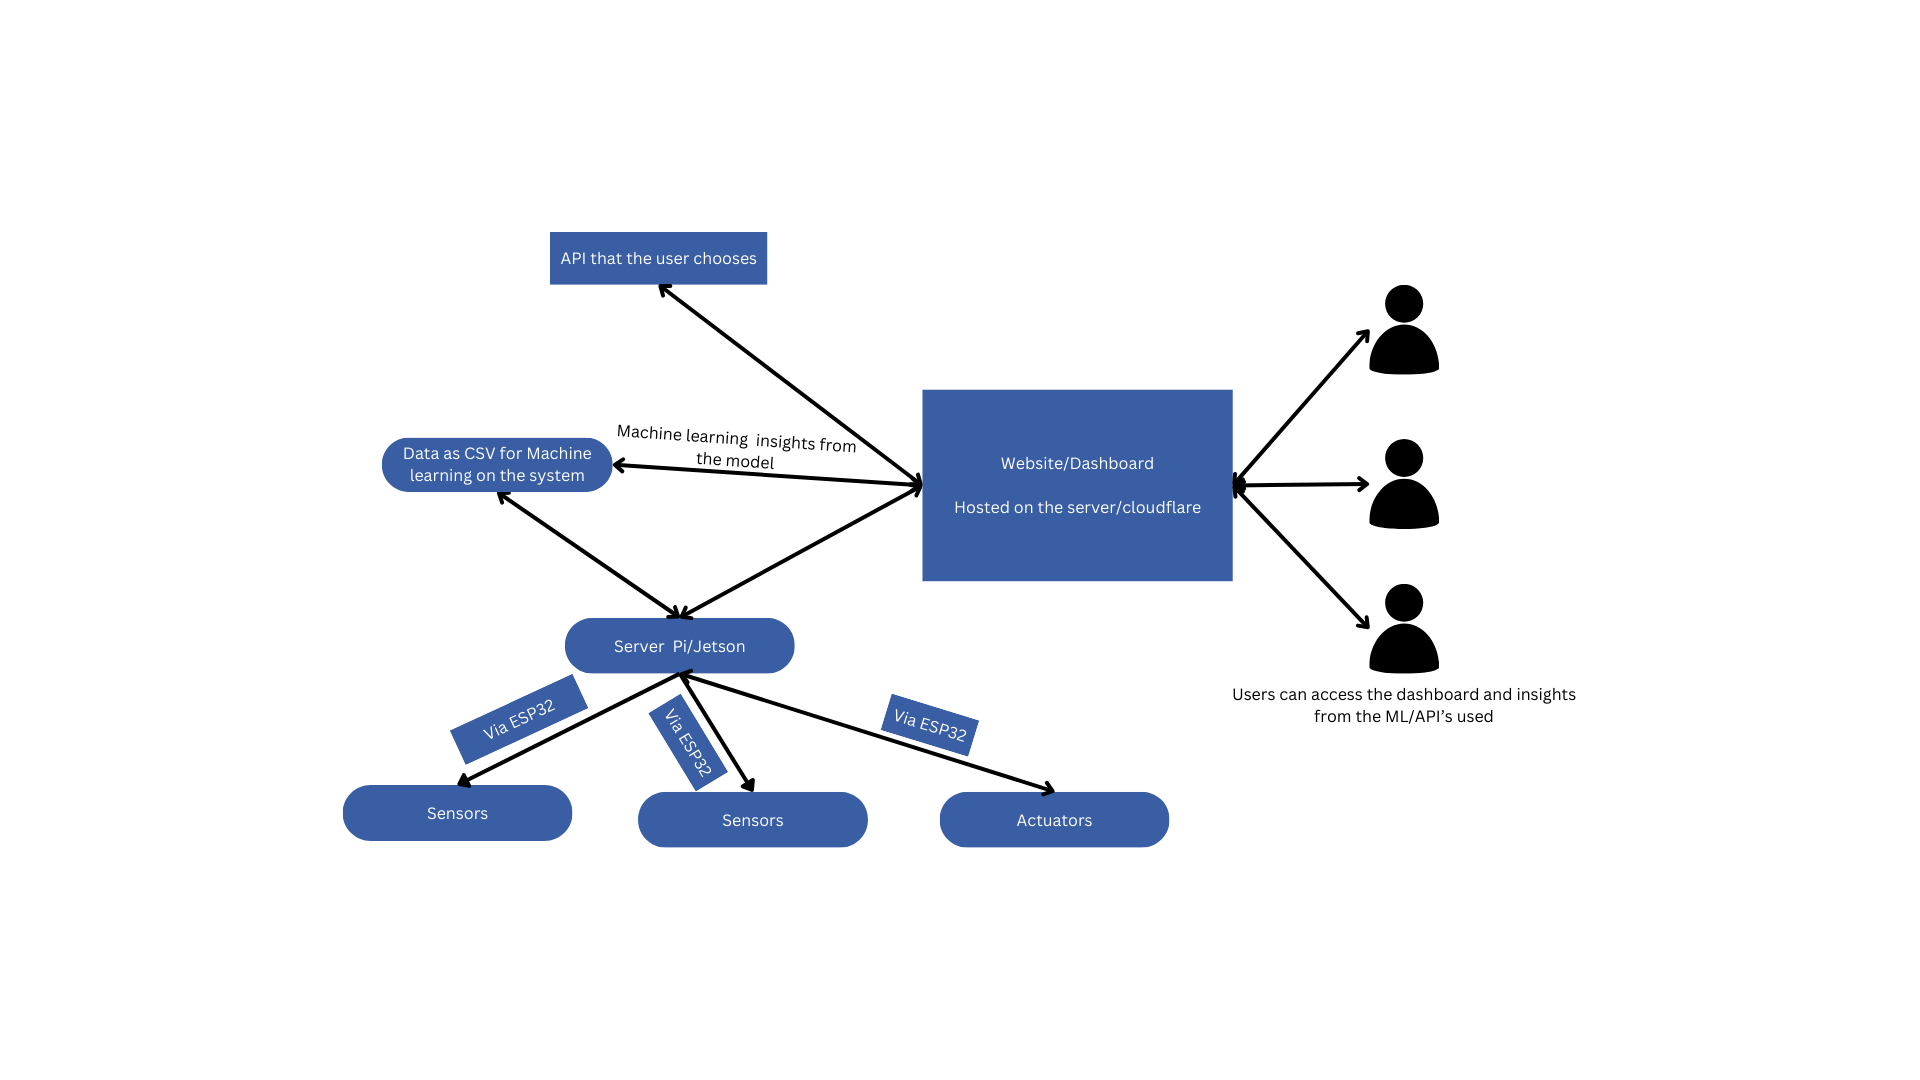 API that the user chooses
Machine learning  insights from
the model
Data as CSV for Machine
learning on the system
Website/Dashboard
Hosted on the server/cloudflare
Server  Pi/Jetson
Users can access the dashboard and insights
from the ML/API’s used
Via ESP32
Via ESP32
Via ESP32
Sensors
Sensors
Actuators